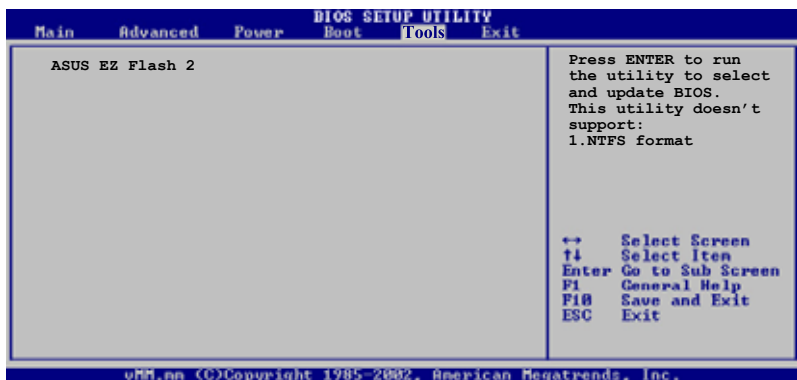 BIOS SETUP UTILITY
Main Advanced Power Boot Tools Exit
ASUS EZ Flash 2
Press ENTER to run
the utility to select
and update BIOS.
This utility doesn't
support:
1.NTFS format
↔ Select Screen
↑↓ Select Item
Enter Go to Sub Screen
F1 General Help
F10 Save and Exit
ESC Exit
vMM.mm (C)Copyright 1985-2002, American Megatrends, Inc.